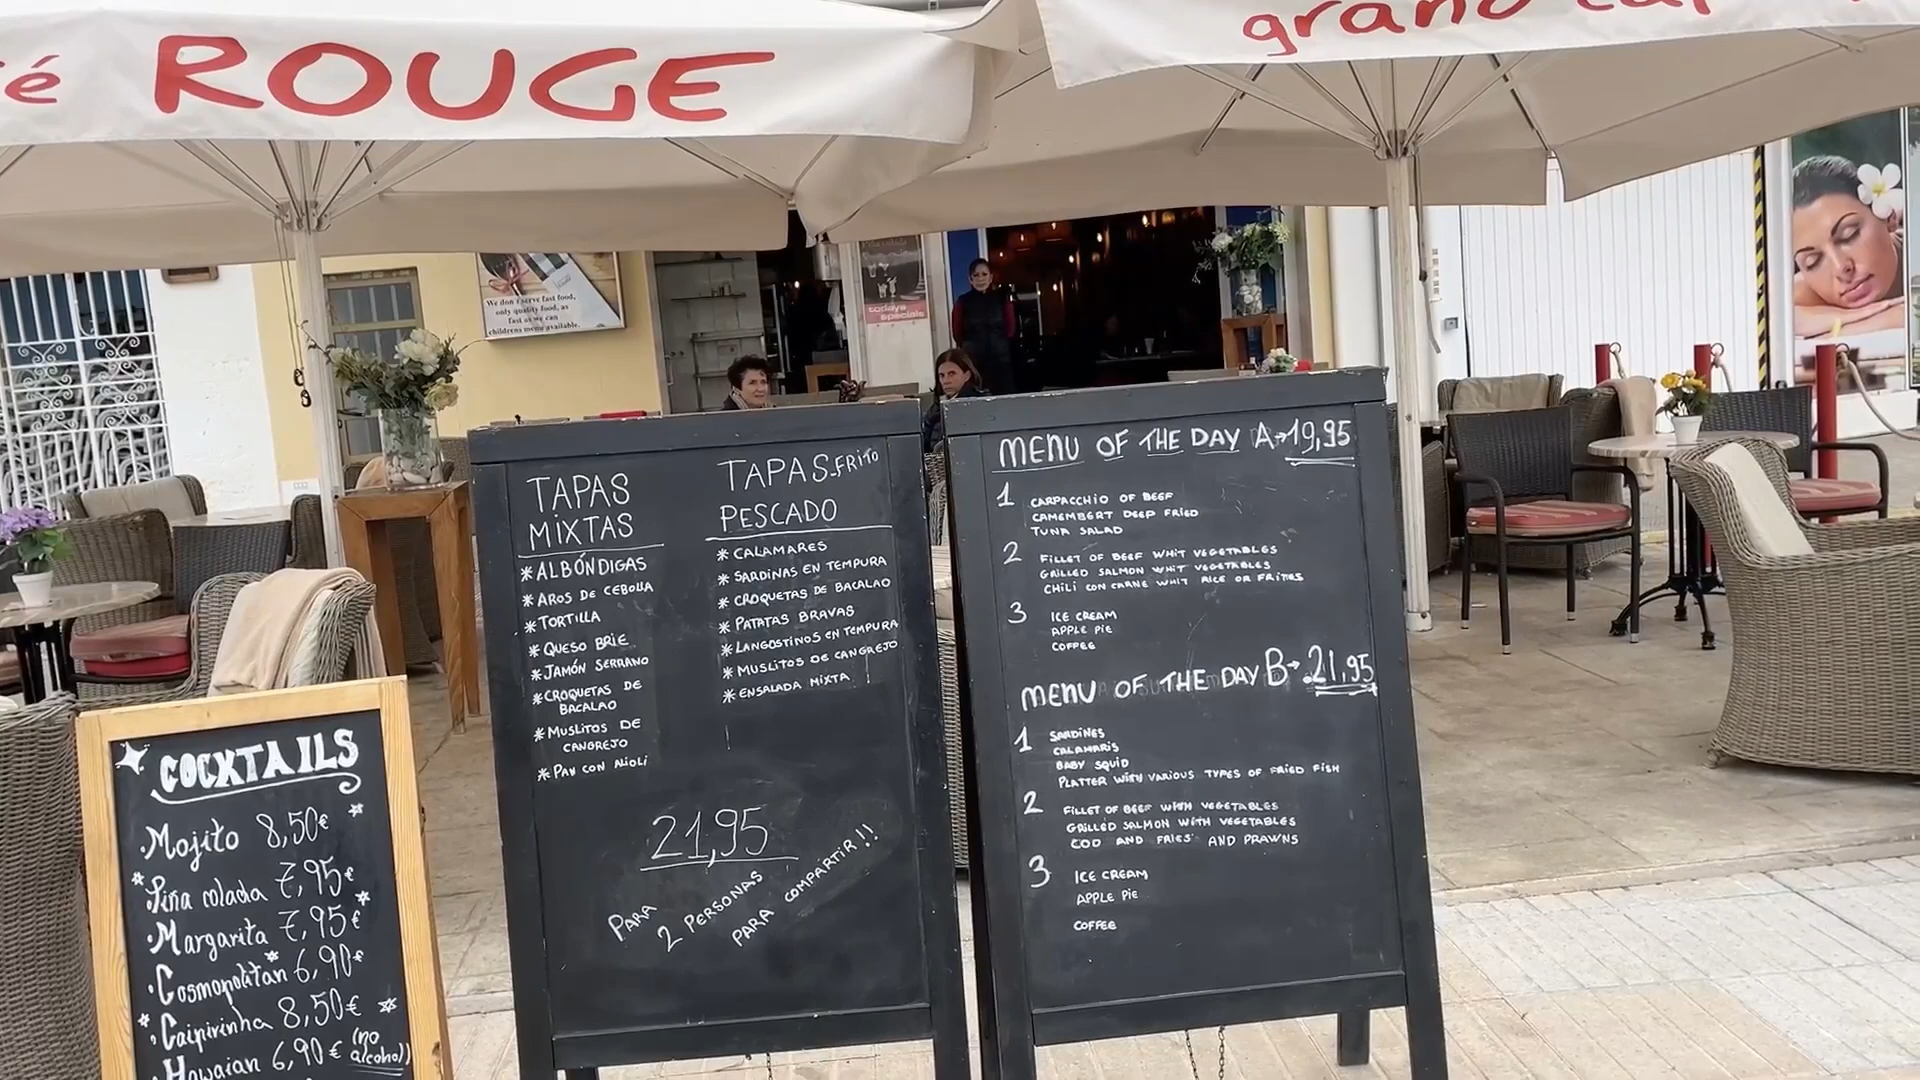 é ROUGE
We don't serve fast food,
only quality food, as
fast as we can
childrens menu available.
todays
specials
TAPAS
MIXTAS
* ALBÓNDIGAS
* AROS DE CEBOLLA
* TORTILLA
* QUESO BRIE
* JAMÓN SERRANO
* CROQUETAS DE
BACALAO
* MUSLITOS DE
CANGREJO
* PAN CON ALIOLI
TAPAS-FRITO
PESCADO
* CALAMARES
* SARDINAS EN TEMPURA
* CROQUETAS DE BACALAO
* PATATAS BRAVAS
* LANGOSTINOS EN TEMPURA
* MUSLITOS DE CANGREJO
* ENSALADA MIXTA
21,95
PARA
2 PERSONAS
PARA COMPARTIR!!
MENU OF THE DAY A→19,95
1 CARPACCHIO OF BEEF
CAMEMBERT DEEP FRIED
TUNA SALAD
2 FILLET OF BEEF WHIT VEGETABLES
GRILLED SALMON WHIT VEGETABLES
CHILI CON CARNE WHIT RICE OR FRITES
3 ICE CREAM
APPLE PIE
COFFEE
MENU OF THE DAY B→21,95
1 SARDINES
CALAMARIS
BABY SQUID
PLATTER WITH VARIOUS TYPES OF FRIED FISH
2 FILLET OF BEEF WITH VEGETABLES
GRILLED SALMON WITH VEGETABLES
COD AND FRIES AND PRAWNS
3 ICE CREAM
APPLE PIE
COFFEE
COCKTAILS
·Mojito 8,50€
·Piña colada 7,95€
·Margarita 7,95€
·Cosmopolitan 6,90€
·Caipirinha 8,50€
·Hawaian 6,90€ (no
alcohol)